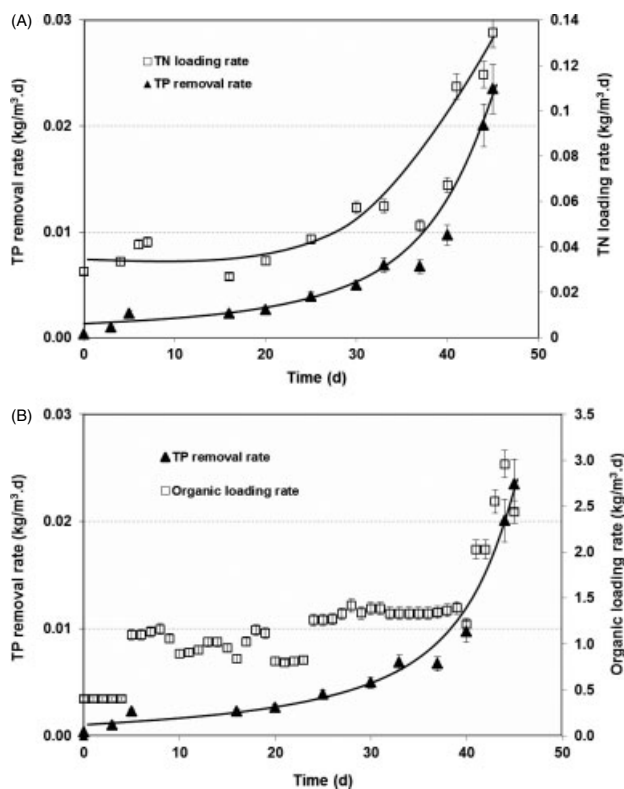 (A)
0.03
0.02
0.01
0.00
TP removal rate (kg/m³.d)
TN loading rate
TP removal rate
0.14
0.12
0.1
0.08
0.06
0.04
0.02
0
TN loading rate (kg/m³.d)
0 10 20 30 40 50
Time (d)
(B)
0.03
0.02
0.01
0.00
TP removal rate (kg/m³.d)
TP removal rate
Organic loading rate
3.5
3.0
2.5
2.0
1.5
1.0
0.5
0.0
Organic loading rate (kg/m³.d)
0 10 20 30 40 50
Time (d)